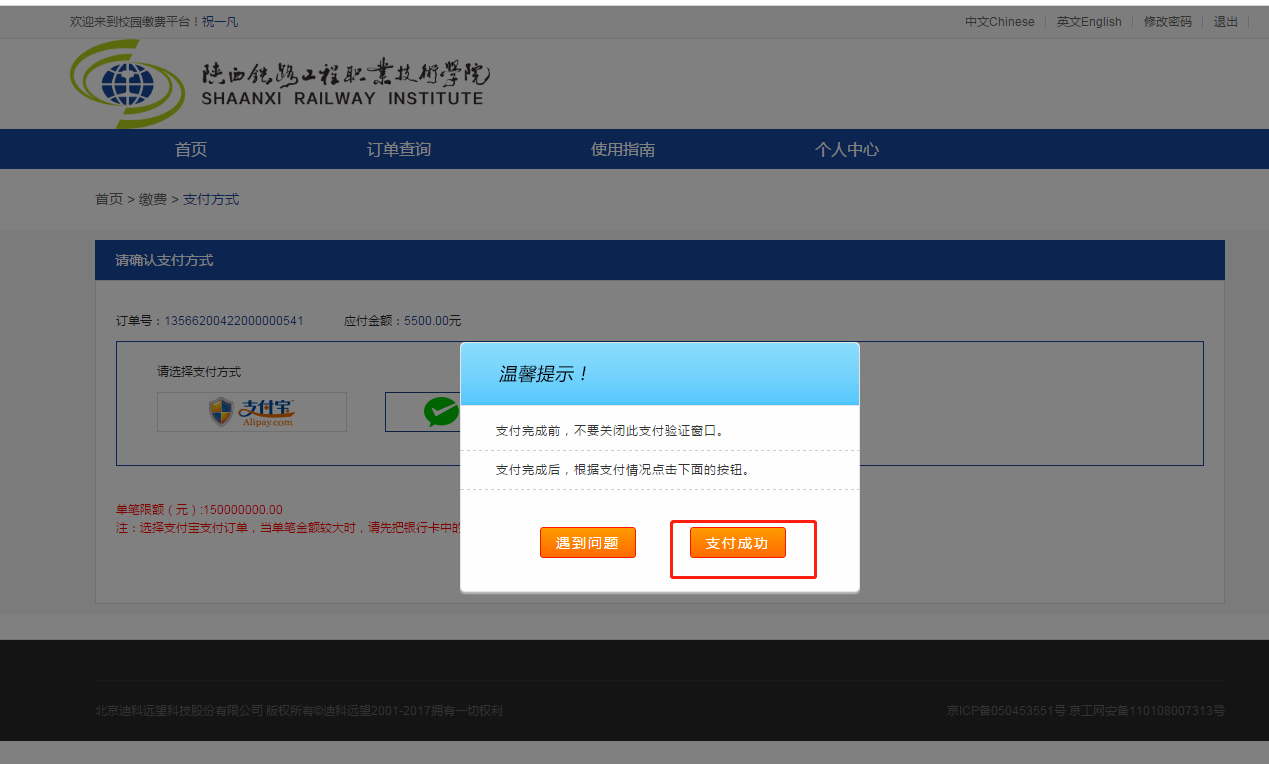 欢迎来到校园缴费平台！祝一凡
中文Chinese 英文English 修改密码 退出
陕西铁路工程职业技術學院
SHAANXI RAILWAY INSTITUTE
首页 订单查询 使用指南 个人中心
首页 > 缴费 > 支付方式
请确认支付方式
订单号：13566200422000000541 应付金额：5500.00元
请选择支付方式
支付宝
Alipay.com
温馨提示！
支付完成前，不要关闭此支付验证窗口。
支付完成后，根据支付情况点击下面的按钮。
遇到问题 支付成功
单笔限额（元）:150000000.00
注：选择支付宝支付订单，当单笔金额较大时，请先把银行卡中的
北京迪科远望科技股份有限公司 版权所有©迪科远望2001-2017拥有一切权利
京ICP备050453551号 京工网安备110108007313号